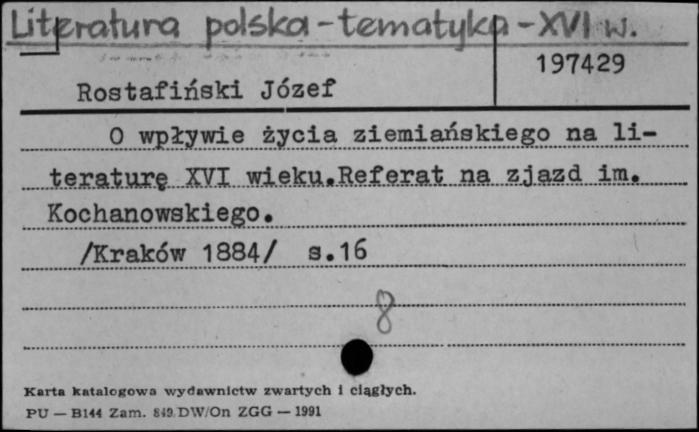 Literatura polska - tematyka - XVI w.
197429
Rostafiński Józef
O wpływie życia ziemiańskiego na li-
teraturę XVI wieku.Referat na zjazd im.
Kochanowskiego.
/Kraków 1884/ s.16
8
Karta katalogowa wydawnictw zwartych i ciągłych.
PU — B144 Zam. 849.DW/On ZGG — 1991